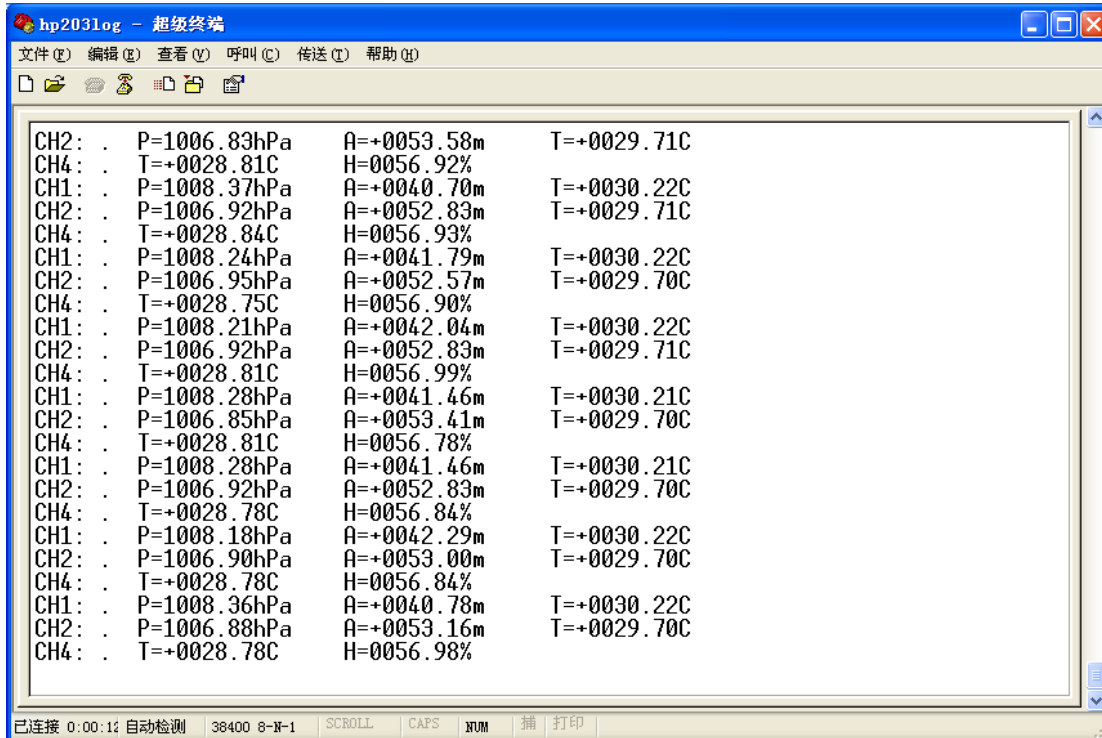 hp203log - 超级终端
文件(F) 编辑(E) 查看(V) 呼叫(C) 传送(T) 帮助(H)
CH2: . P=1006.83hPa A=+0053.58m T=+0029.71C
CH4: . T=+0028.81C H=0056.92%
CH1: . P=1008.37hPa A=+0040.70m T=+0030.22C
CH2: . P=1006.92hPa A=+0052.83m T=+0029.71C
CH4: . T=+0028.84C H=0056.93%
CH1: . P=1008.24hPa A=+0041.79m T=+0030.22C
CH2: . P=1006.95hPa A=+0052.57m T=+0029.70C
CH4: . T=+0028.75C H=0056.90%
CH1: . P=1008.21hPa A=+0042.04m T=+0030.22C
CH2: . P=1006.92hPa A=+0052.83m T=+0029.71C
CH4: . T=+0028.81C H=0056.99%
CH1: . P=1008.28hPa A=+0041.46m T=+0030.21C
CH2: . P=1006.85hPa A=+0053.41m T=+0029.70C
CH4: . T=+0028.81C H=0056.78%
CH1: . P=1008.28hPa A=+0041.46m T=+0030.21C
CH2: . P=1006.92hPa A=+0052.83m T=+0029.70C
CH4: . T=+0028.78C H=0056.84%
CH1: . P=1008.18hPa A=+0042.29m T=+0030.22C
CH2: . P=1006.90hPa A=+0053.00m T=+0029.70C
CH4: . T=+0028.78C H=0056.84%
CH1: . P=1008.36hPa A=+0040.78m T=+0030.22C
CH2: . P=1006.88hPa A=+0053.16m T=+0029.70C
CH4: . T=+0028.78C H=0056.98%
已连接 0:00:12 自动检测 38400 8-N-1 SCROLL CAPS NUM 捕 打印